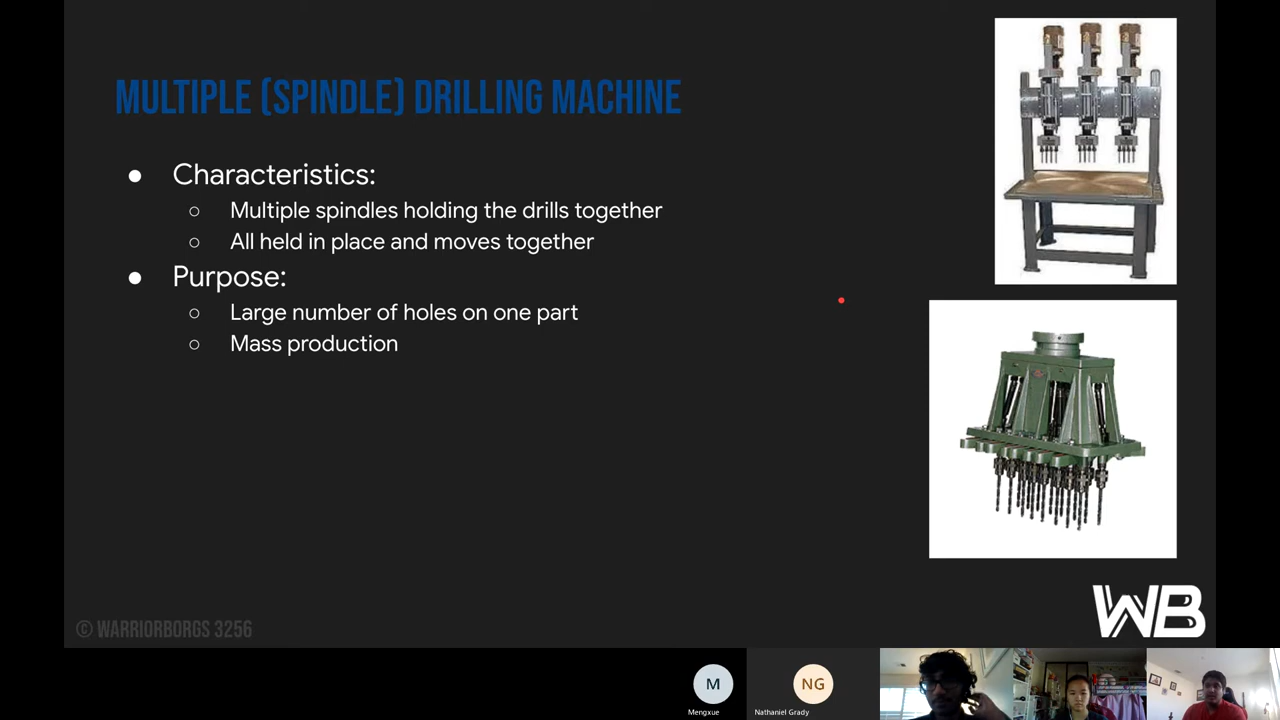 MULTIPLE (SPINDLE) DRILLING MACHINE
● Characteristics:
○ Multiple spindles holding the drills together
○ All held in place and moves together
● Purpose:
○ Large number of holes on one part
○ Mass production
© WARRIORBORGS 3256
WB
M
NG
Mengxue
Nathaniel Grady